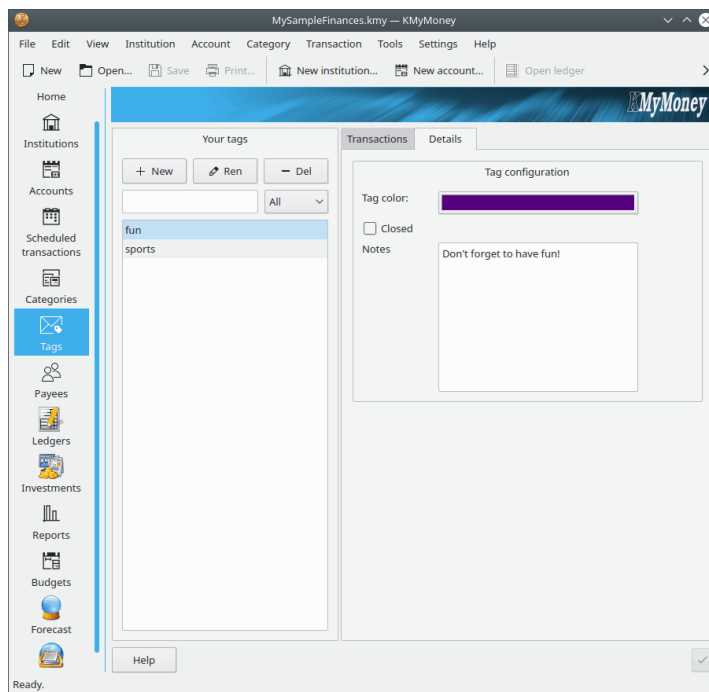 MySampleFinances.kmy — KMyMoney
File Edit View Institution Account Category Transaction Tools Settings Help
New Open... Save Print... New institution... New account... Open ledger
Home
Institutions
Accounts
Scheduled
transactions
Categories
Tags
Payees
Ledgers
Investments
Reports
Budgets
Forecast
KMyMoney
Your tags
+ New Ren − Del
All
fun
sports
Help
Transactions Details
Tag configuration
Tag color:
Closed
Notes
Don't forget to have fun!
Ready.